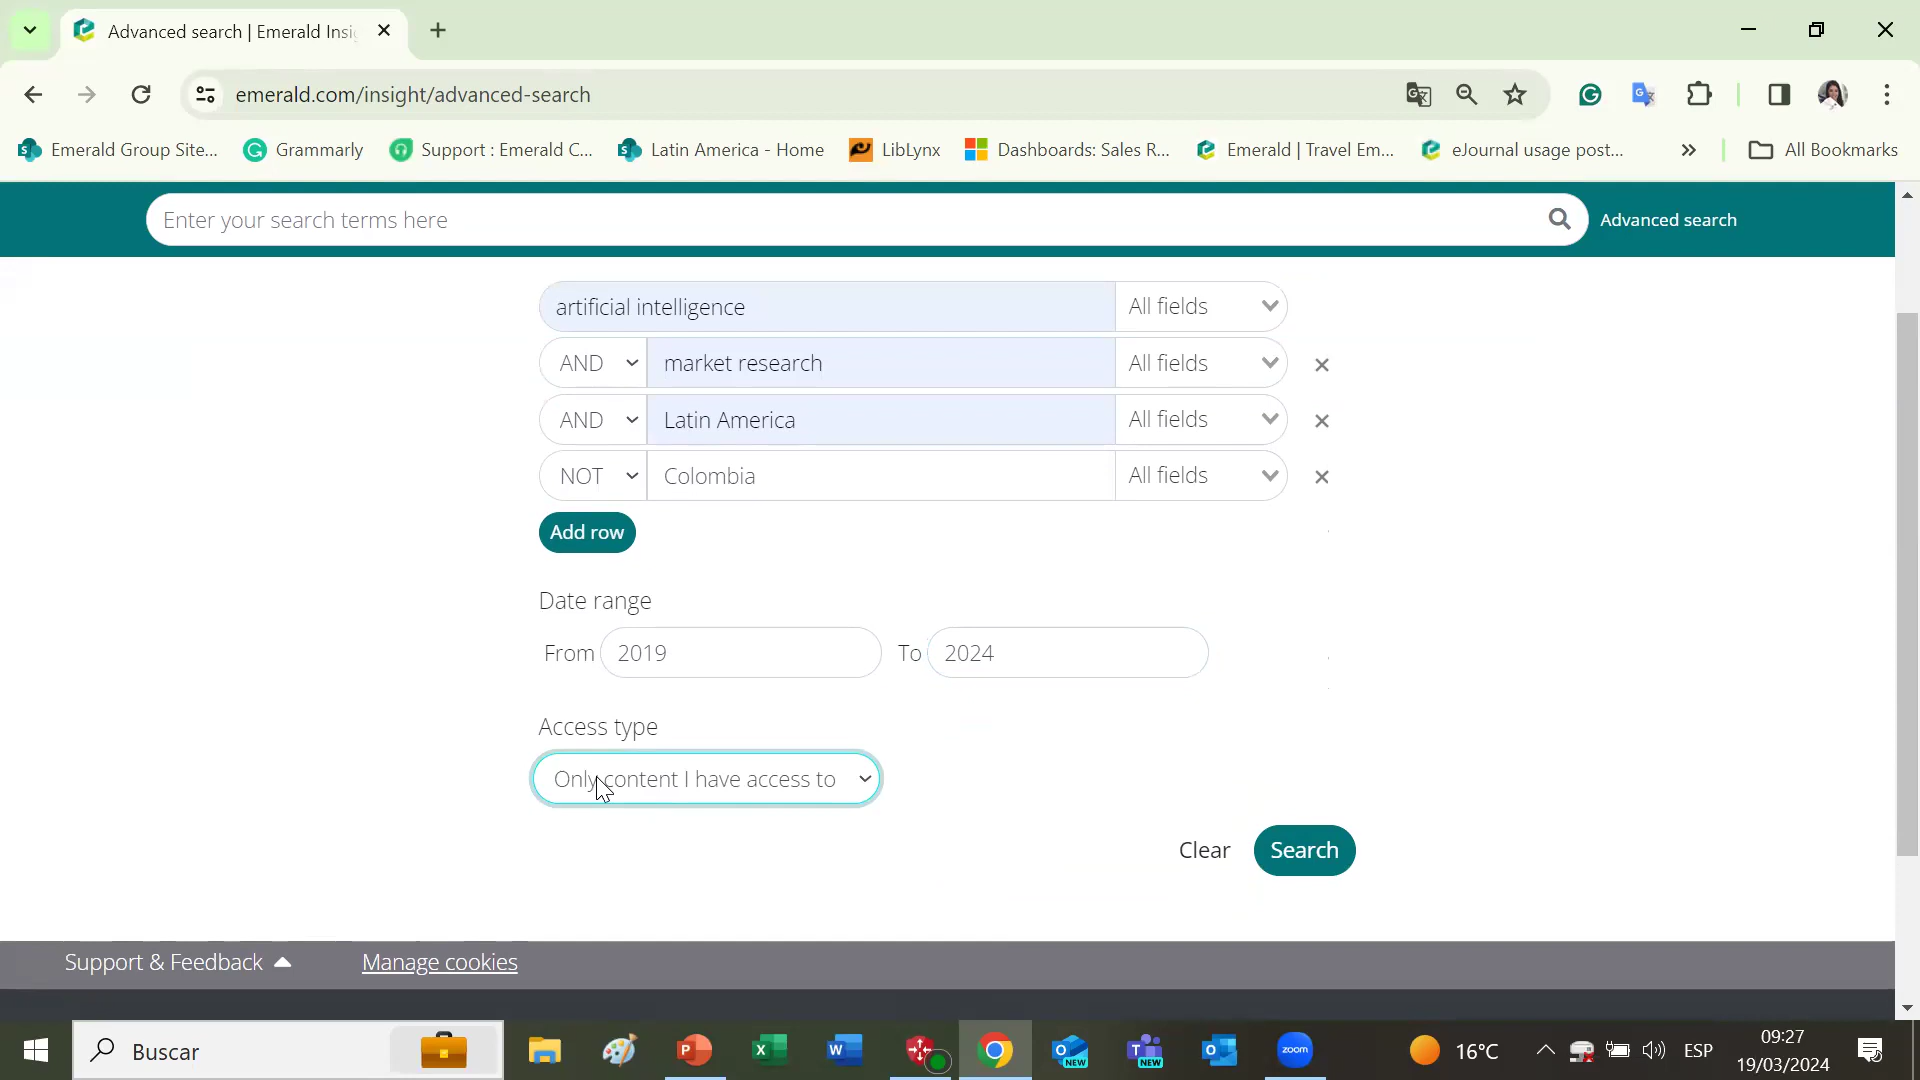 Advanced search | Emerald Insi
emerald.com/insight/advanced-search
Emerald Group Site...
Grammarly
Support : Emerald C...
Latin America - Home
LibLynx
Dashboards: Sales R...
Emerald | Travel Em...
eJournal usage post...
»
All Bookmarks
Enter your search terms here
Advanced search
artificial intelligence
All fields
AND
market research
All fields
AND
Latin America
All fields
NOT
Colombia
All fields
Add row
Date range
From 2019 To 2024
Access type
Only content I have access to
Clear
Search
Support & Feedback
Manage cookies
Buscar
zoom
NEW
NEW
16°C
ESP
09:27
19/03/2024